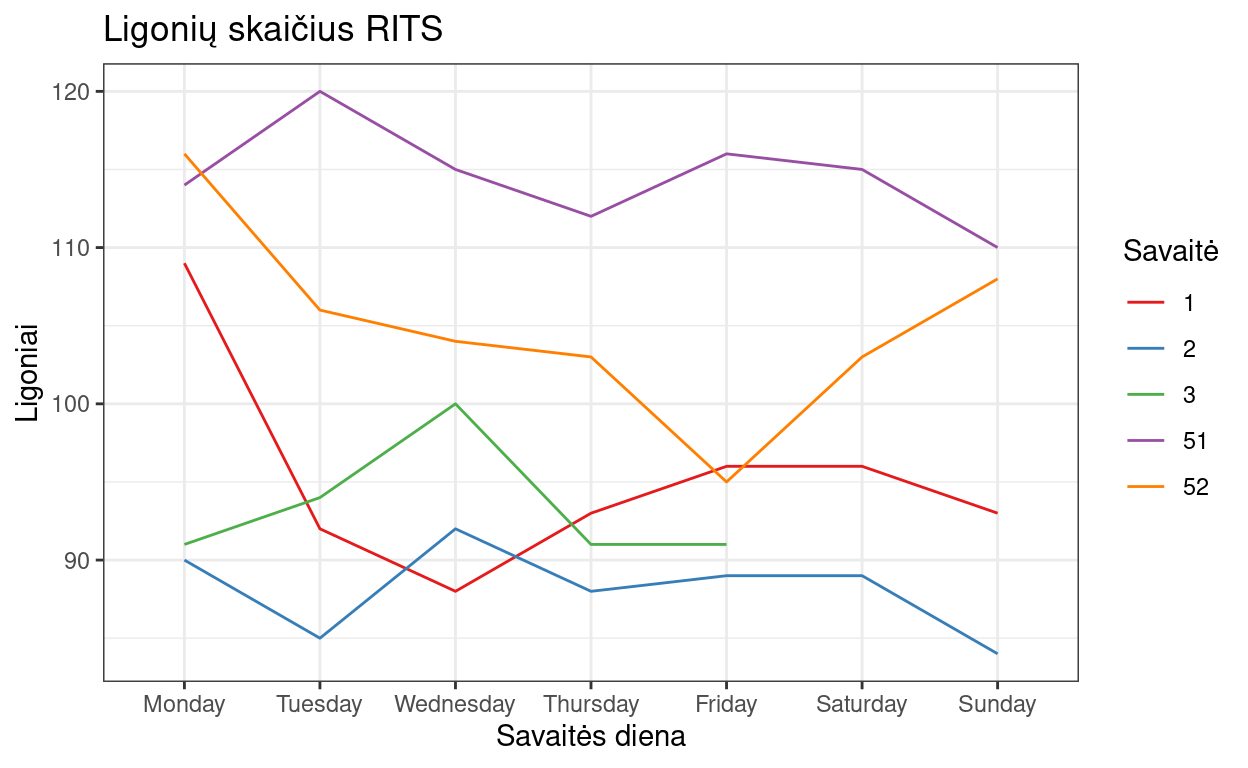 Ligonių skaičius RITS
120
110
100
90
Ligoniai
Monday Tuesday Wednesday Thursday Friday Saturday Sunday
Savaitės diena
Savaitė
1
2
3
51
52